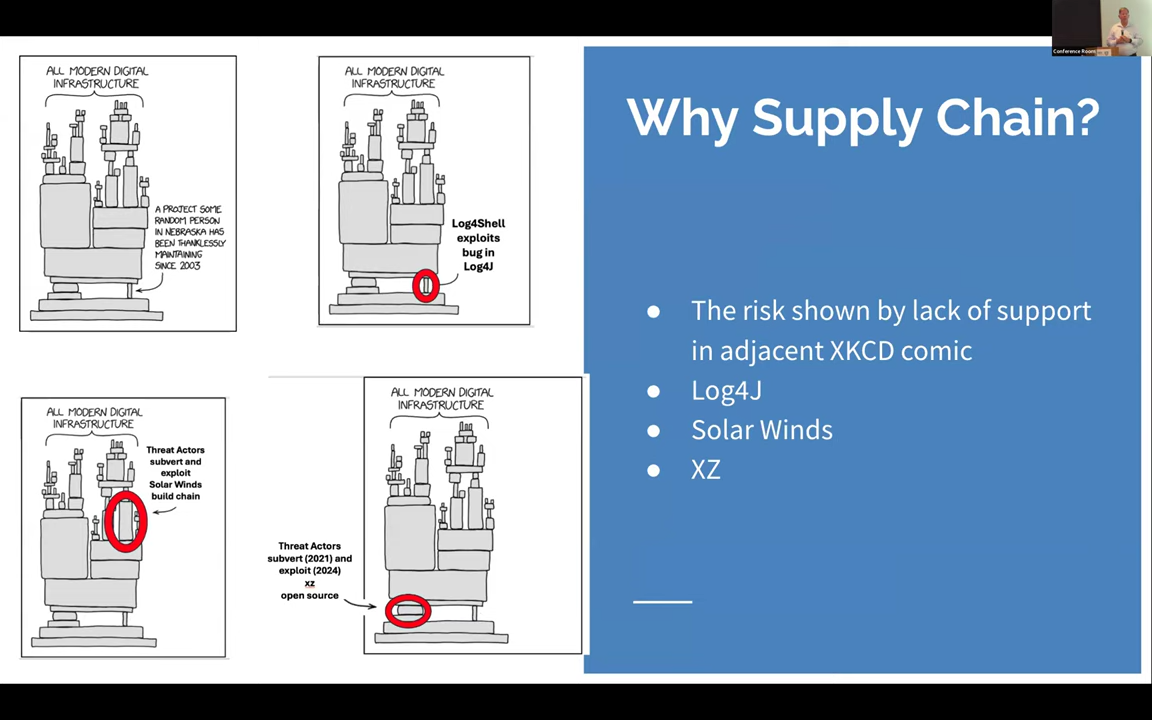 ALL MODERN DIGITAL
INFRASTRUCTURE
A PROJECT SOME
RANDOM PERSON
IN NEBRASKA HAS
BEEN THANKLESSLY
MAINTAINING
SINCE 2003
ALL MODERN DIGITAL
INFRASTRUCTURE
Log4Shell
exploits
bug in
Log4J
ALL MODERN DIGITAL
INFRASTRUCTURE
Threat Actors
subvert and
exploit
Solar Winds
build chain
ALL MODERN DIGITAL
INFRASTRUCTURE
Threat Actors
subvert (2021) and
exploit (2024)
xz
open source
Why Supply Chain?
● The risk shown by lack of support
in adjacent XKCD comic
● Log4J
● Solar Winds
● XZ
Conference Room